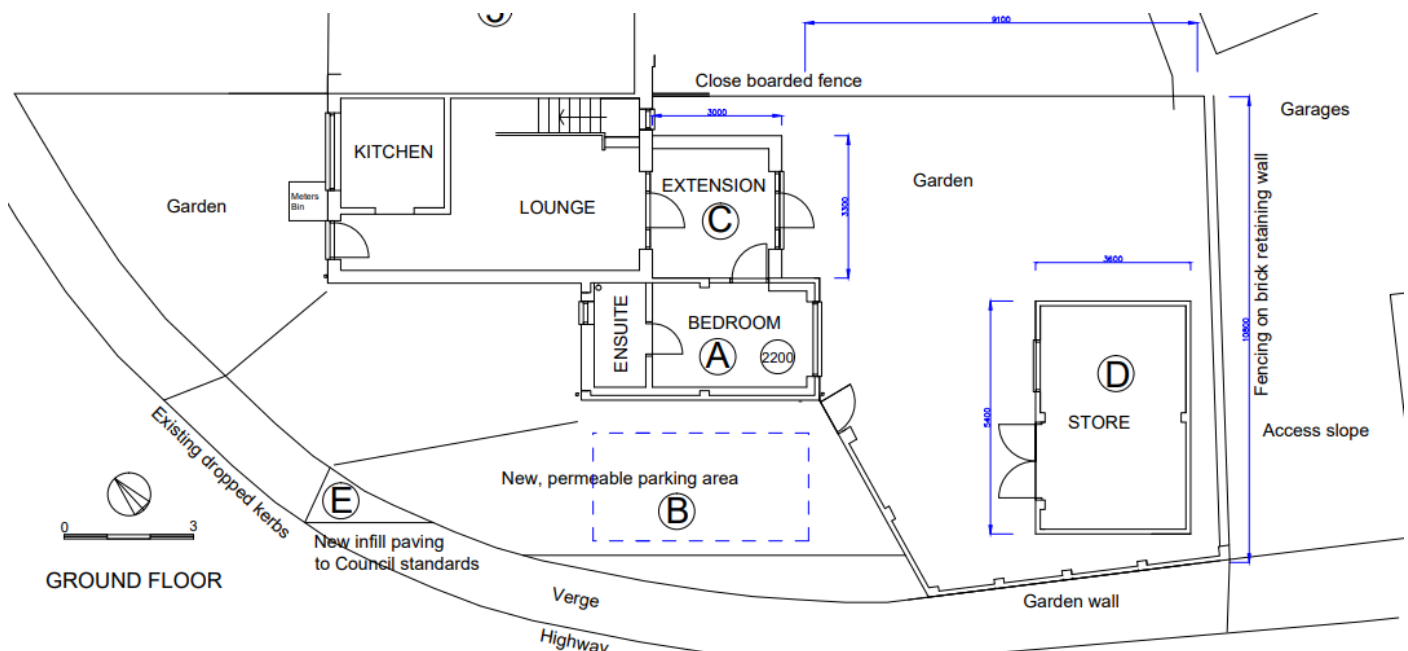 9100
Close boarded fence
Garages
3000
KITCHEN
EXTENSION
Garden
Meters
Bin
Garden
LOUNGE
C
3300
Fencing on brick retaining wall
10800
3600
ENSUITE
BEDROOM
A
2200
D
STORE
5400
Access slope
Existing dropped kerbs
New, permeable parking area
B
E
0 3
New infill paving
to Council standards
GROUND FLOOR
Verge
Garden wall
Highway